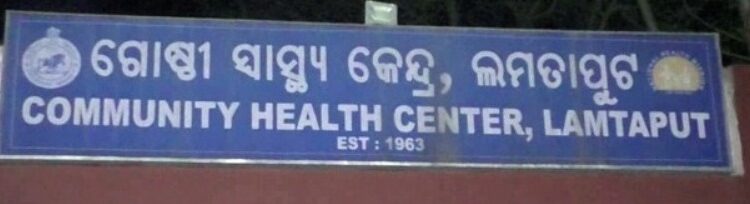 ଗୋଷ୍ଠୀ ସାସ୍ଥ୍ୟ କେନ୍ଦ୍ର, ଲମତାପୁଟ
COMMUNITY HEALTH CENTER, LAMTAPUT
EST : 1963